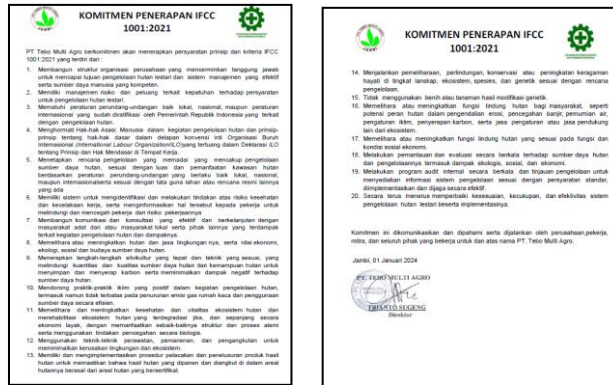 KOMITMEN PENERAPAN IFCC
1001:2021
PT Tebo Multi Agro berkomitmen akan menerapkan persyaratan prinsip dan kriteria IFCC
1001:2021 yang terdiri dari :
1. Membangun struktur organisasi perusahaan yang mencerminkan tanggung jawab
untuk mencapai tujuan pengelolaan hutan lestari dan sistem manajemen yang efektif
serta sumber daya manusia yang kompeten.
2. Memiliki manajemen risiko dan peluang terkait kepatuhan terhadap persyaratan
untuk pengelolaan hutan lestari.
3. Mematuhi peraturan perundang-undangan baik lokal, nasional, maupun peraturan
internasional yang sudah diratifikasi oleh Pemerintah Republik Indonesia yang terkait
dengan pengelolaan hutan.
4. Menghormati Hak-hak Asasi Manusia dalam kegiatan pengelolaan hutan dan prinsip-
prinsip tentang hak-hak dasar dalam delapan konvensi inti Organisasi Buruh
Internasional (International Labour Organization/ILO)yang tertuang dalam Deklarasi ILO
tentang Prinsip dan Hak Mendasar di Tempat Kerja.
5. Menetapkan rencana pengelolaan yang memadai yang mencakup pengelolaan
sumber daya hutan, sesuai dengan luas dan pemanfaatan kawasan hutan
berdasarkan peraturan perundang-undangan yang berlaku baik lokal, nasional,
maupun internasionalserta sesuai dengan tata guna lahan atau rencana resmi lainnya
yang ada
6. Memiliki sistem untuk mengidentifikasi dan melakukan tindakan atas risiko kesehatan
dan kecelakaan kerja, serta menginformasikan hal tersebut kepada pekerja untuk
melindungi dan mencegah pekerja dari risiko pekerjaannya
7. Membangun komunikasi dan konsultasi yang efektif dan berkelanjutan dengan
masyarakat adat dan atau masyarakat lokal serta pihak lainnya yang terdampak
terkait kegiatan pengelolaan hutan dan dampaknya.
8. Memelihara atau meningkatkan hutan dan jasa lingkungannya, serta nilai ekonomi,
ekologi, sosial dan budaya sumber daya hutan.
9. Menerapkan langkah-langkah silvikultur yang tepat dan teknik yang sesuai, yang
melindungi kuantitas dan kualitas sumber daya hutan dan kemampuan hutan untuk
menyimpan dan menyerap karbon serta meminimalkan dampak negatif terhadap
sumber daya hutan.
10. Mendorong praktik-praktik iklim yang positif dalam kegiatan pengelolaan hutan,
termasuk namun tidak terbatas pada penurunan emisi gas rumah kaca dan penggunaan
sumber daya secara efisien.
11. Memelihara dan meningkatkan kesehatan dan vitalitas ekosistem hutan dan
merehabilitasi ekosistem hutan yang terdegradasi jika, dan sepanjang secara
ekonomi layak, dengan memanfaatkan sebaik-baiknya struktur dan proses alami
serta menggunakan tindakan pencegahan secara biologis.
12. Menggunakan teknik-teknik perawatan, pemanenan, dan pengangkutan untuk
meminimalkan kerusakan lingkungan dan ekosistem.
13. Memiliki dan mengimplementasikan prosedur pelacakan dan penelusuran produk hasil
hutan untuk memastikan bahwa hasil hutan yang dipanen dan diangkut di dalam areal
hutannya berasal dari areal hutan yang bersertifikat.
KOMITMEN PENERAPAN IFCC
1001:2021
14. Menjalankan pemeliharaan, perlindungan, konservasi atau peningkatan keragaman
hayati di tingkat lanskap, ekosistem, spesies, dan genetik sesuai dengan rencana
pengelolaan.
15. Tidak menggunakan benih atau tanaman hasil modifikasi genetik.
16. Memelihara atau meningkatkan fungsi lindung hutan bagi masyarakat, seperti
potensi peran hutan dalam pengendalian erosi, pencegahan banjir, pemurnian air,
pengaturan iklim, penyerapan karbon, serta jasa pengaturan atau jasa pendukung
lain dari ekosistem.
17. Memelihara atau meningkatkan fungsi lindung hutan yang sesuai pada fungsi dan
kondisi sosial ekonomi.
18. Melakukan pemantauan dan evaluasi secara berkala terhadap sumber daya hutan
dan pengelolaannya termasuk dampak ekologis, sosial, dan ekonomi.
19. Melakukan program audit internal secara berkala dan tinjauan pengelolaan untuk
menyediakan informasi sistem pengelolaan sesuai dengan persyaratan standar,
diimplementasikan dan dijaga secara efektif.
20. Secara terus menerus memperbaiki kesesuaian, kecukupan, dan efektivitas sistem
pengelolaan hutan lestari beserta implementasinya.
Komitmen ini dikomunikasikan dan dipahami serta dijalankan oleh perusahaan,pekerja,
mitra, dan seluruh pihak yang bekerja untuk dan atas nama PT. Tebo Multi Agro.
Jambi, 01 Januari 2024
PT. TEBO MULTI AGRO
TRIANTO SUGENG
Direktur